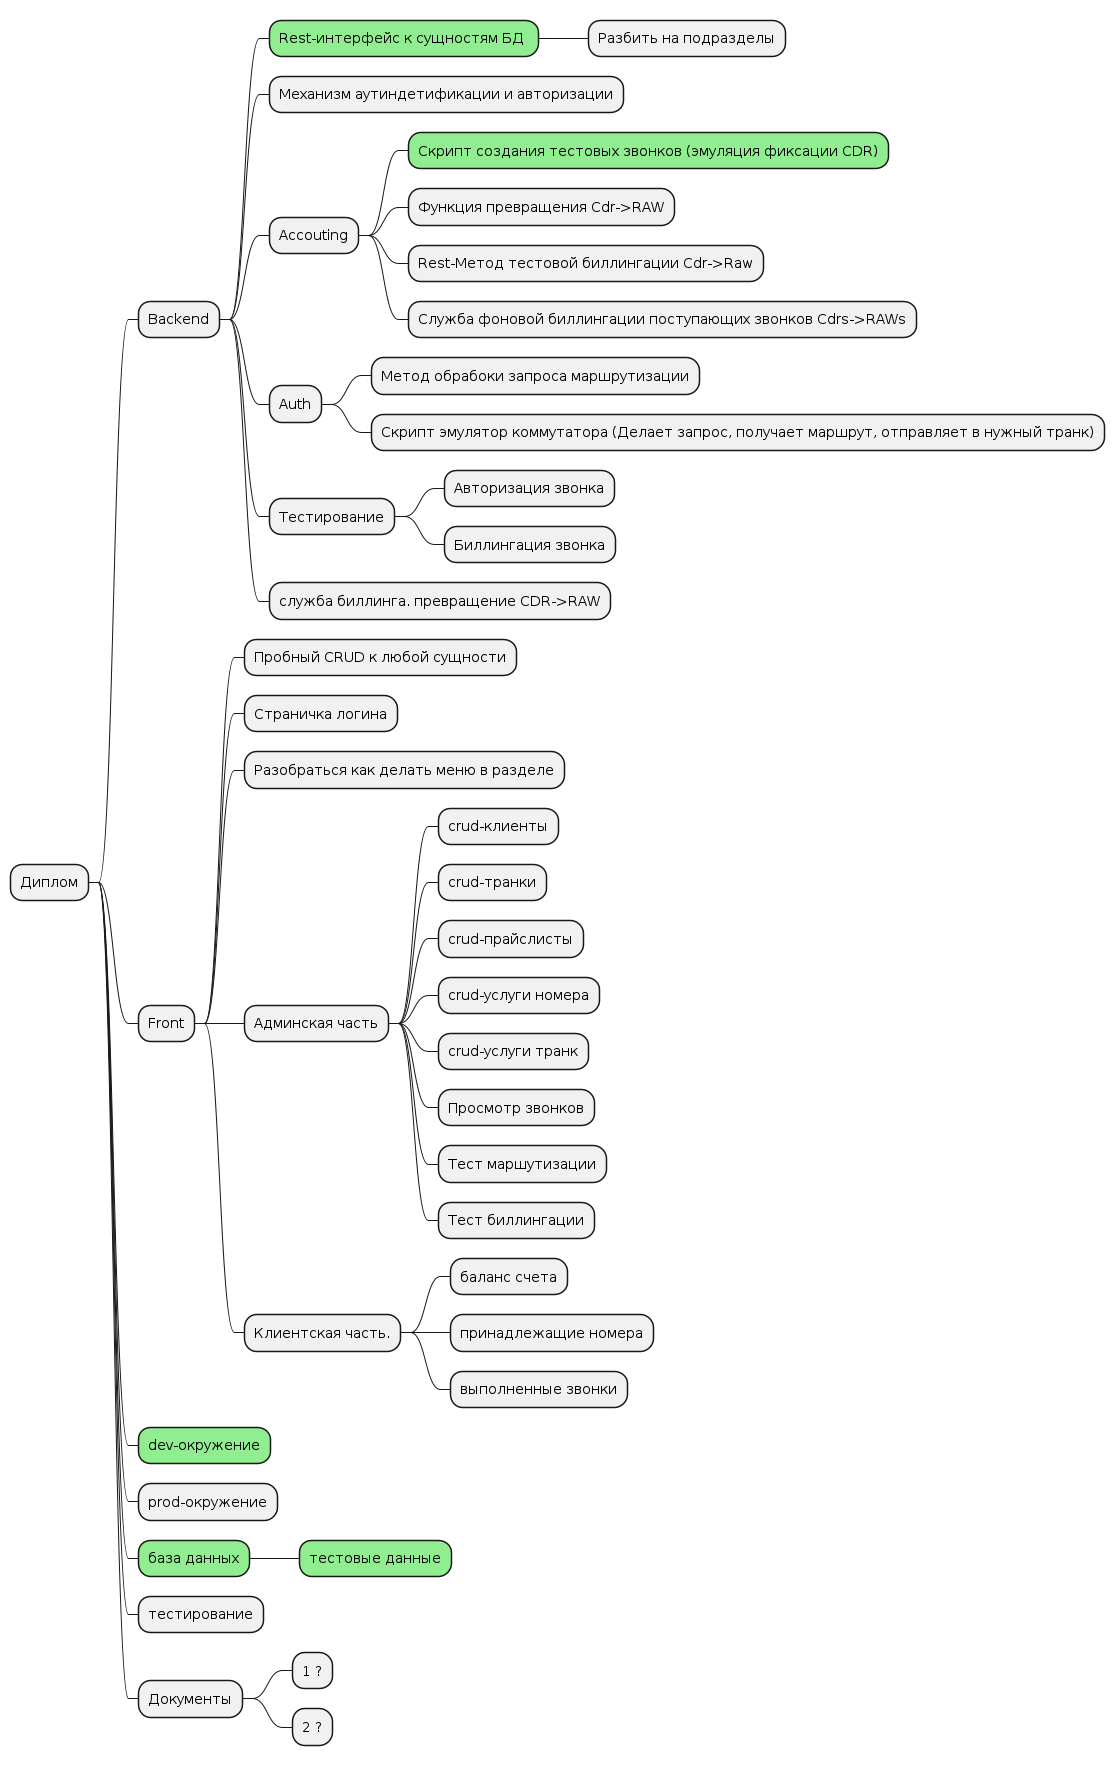 Rest-интерфейс к сущностям БД
Разбить на подразделы
Механизм аутиндетификации и авторизации
Скрипт создания тестовых звонков (эмуляция фиксации CDR)
Функция превращения Cdr->RAW
Accouting
Rest-Метод тестовой биллингации Cdr->Raw
Служба фоновой биллингации поступающих звонков Cdrs->RAWs
Backend
Метод обрабоки запроса маршрутизации
Auth
Скрипт эмулятор коммутатора (Делает запрос, получает маршрут, отправляет в нужный транк)
Авторизация звонка
Тестирование
Биллингация звонка
служба биллинга. превращение CDR->RAW
Пробный CRUD к любой сущности
Страничка логина
Разобраться как делать меню в разделе
crud-клиенты
Диплом
crud-транки
crud-прайслисты
crud-услуги номера
Front
Админская часть
crud-услуги транк
Просмотр звонков
Тест маршутизации
Тест биллингации
баланс счета
Клиентская часть.
принадлежащие номера
выполненные звонки
dev-окружение
prod-окружение
база данных
тестовые данные
тестирование
1 ?
Документы
2 ?